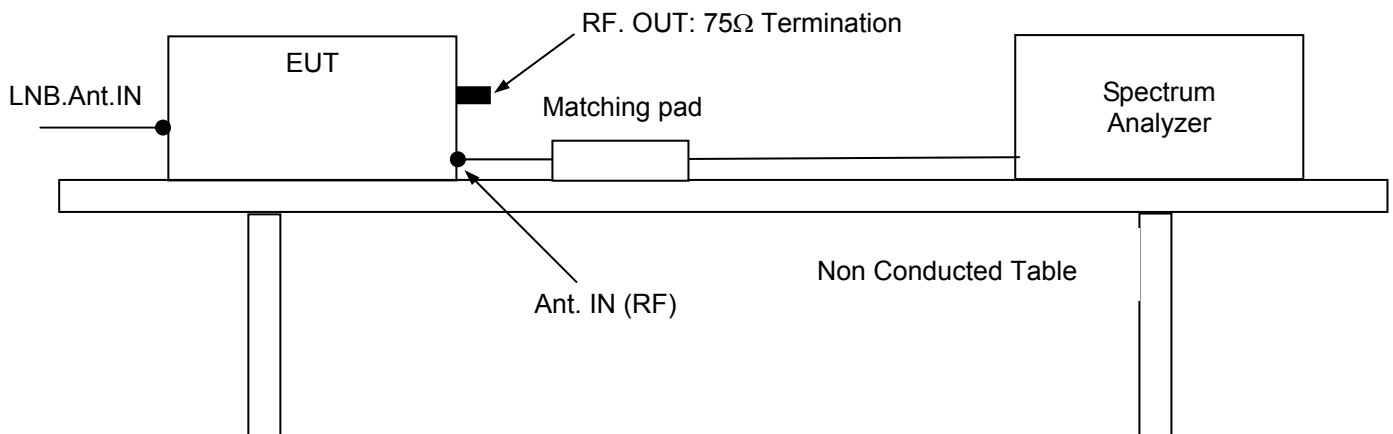 RF. OUT: 75Ω Termination
EUT
LNB.Ant.IN
Matching pad
Spectrum
Analyzer
Non Conducted Table
Ant. IN (RF)